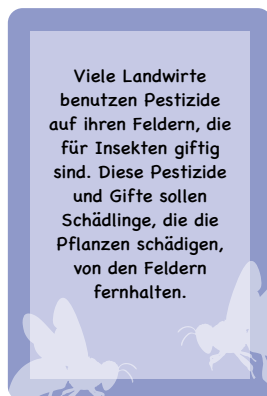 Viele Landwirte
benutzen Pestizide
auf ihren Feldern, die
für Insekten giftig
sind. Diese Pestizide
und Gifte sollen
Schädlinge, die die
Pflanzen schädigen,
von den Feldern
fernhalten.